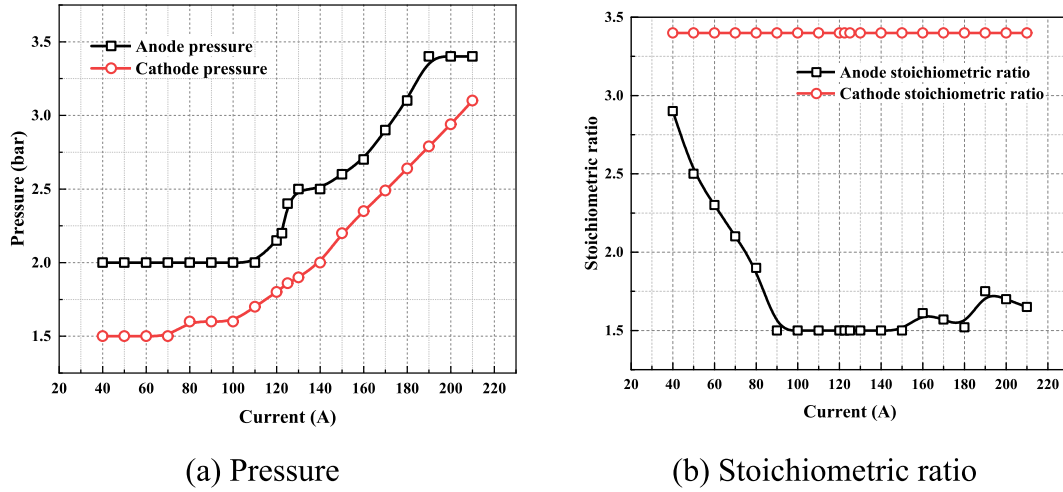 3.5
3.0
2.5
2.0
1.5
Pressure (bar)
Anode pressure
Cathode pressure
20 40 60 80 100 120 140 160 180 200 220
Current (A)
(a) Pressure
3.5
3.0
2.5
2.0
1.5
Stoichiometric ratio
Anode stoichiometric ratio
Cathode stoichiometric ratio
20 40 60 80 100 120 140 160 180 200 220
Current (A)
(b) Stoichiometric ratio